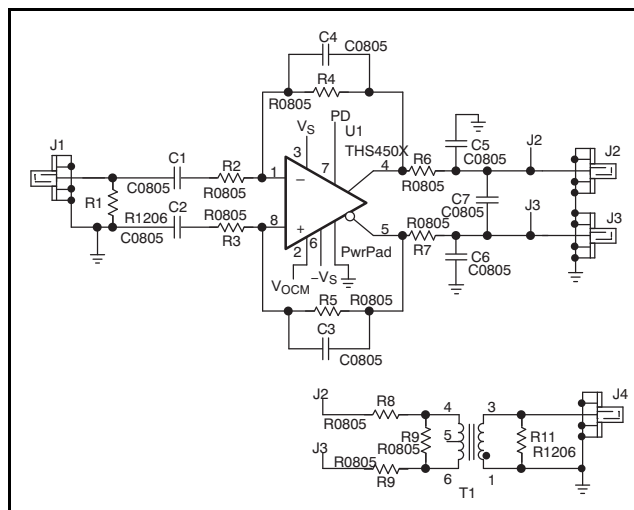 C4
C0805
R4
R0805
PD
U1
VS
THS450X
J1
C1
R2
3
7
4
R6
C5
C0805
J2
J2
C0805
R0805
1
−
R0805
C7
C0805
R1
R1206
C2
R0805
8
+
5
R0805
J3
J3
C0805
R3
2
6
PwrPad
R7
C6
C0805
VOCM
−VS
R5
R0805
R0805
C3
C0805
J2
R8
4
3
J4
R0805
R9
R0805
5
R11
R1206
J3
R0805
R9
6
1
T1